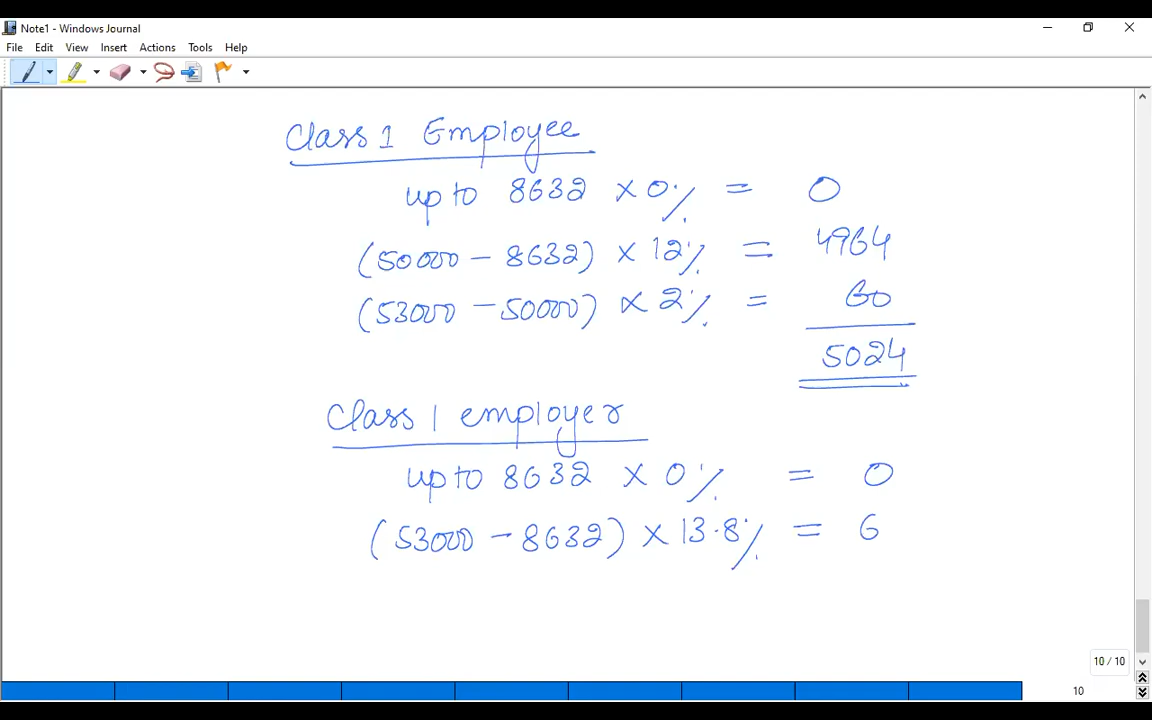 Note1 - Windows Journal
File Edit View Insert Actions Tools Help
Class 1 Employee
up to 8632 × 0% = 0
(50000 - 8632) × 12% = 4964
(53000 - 50000) × 2% = 60
5024
Class 1 employer
up to 8632 × 0% = 0
(53000 - 8632) × 13.8% = 6
10 / 10
10